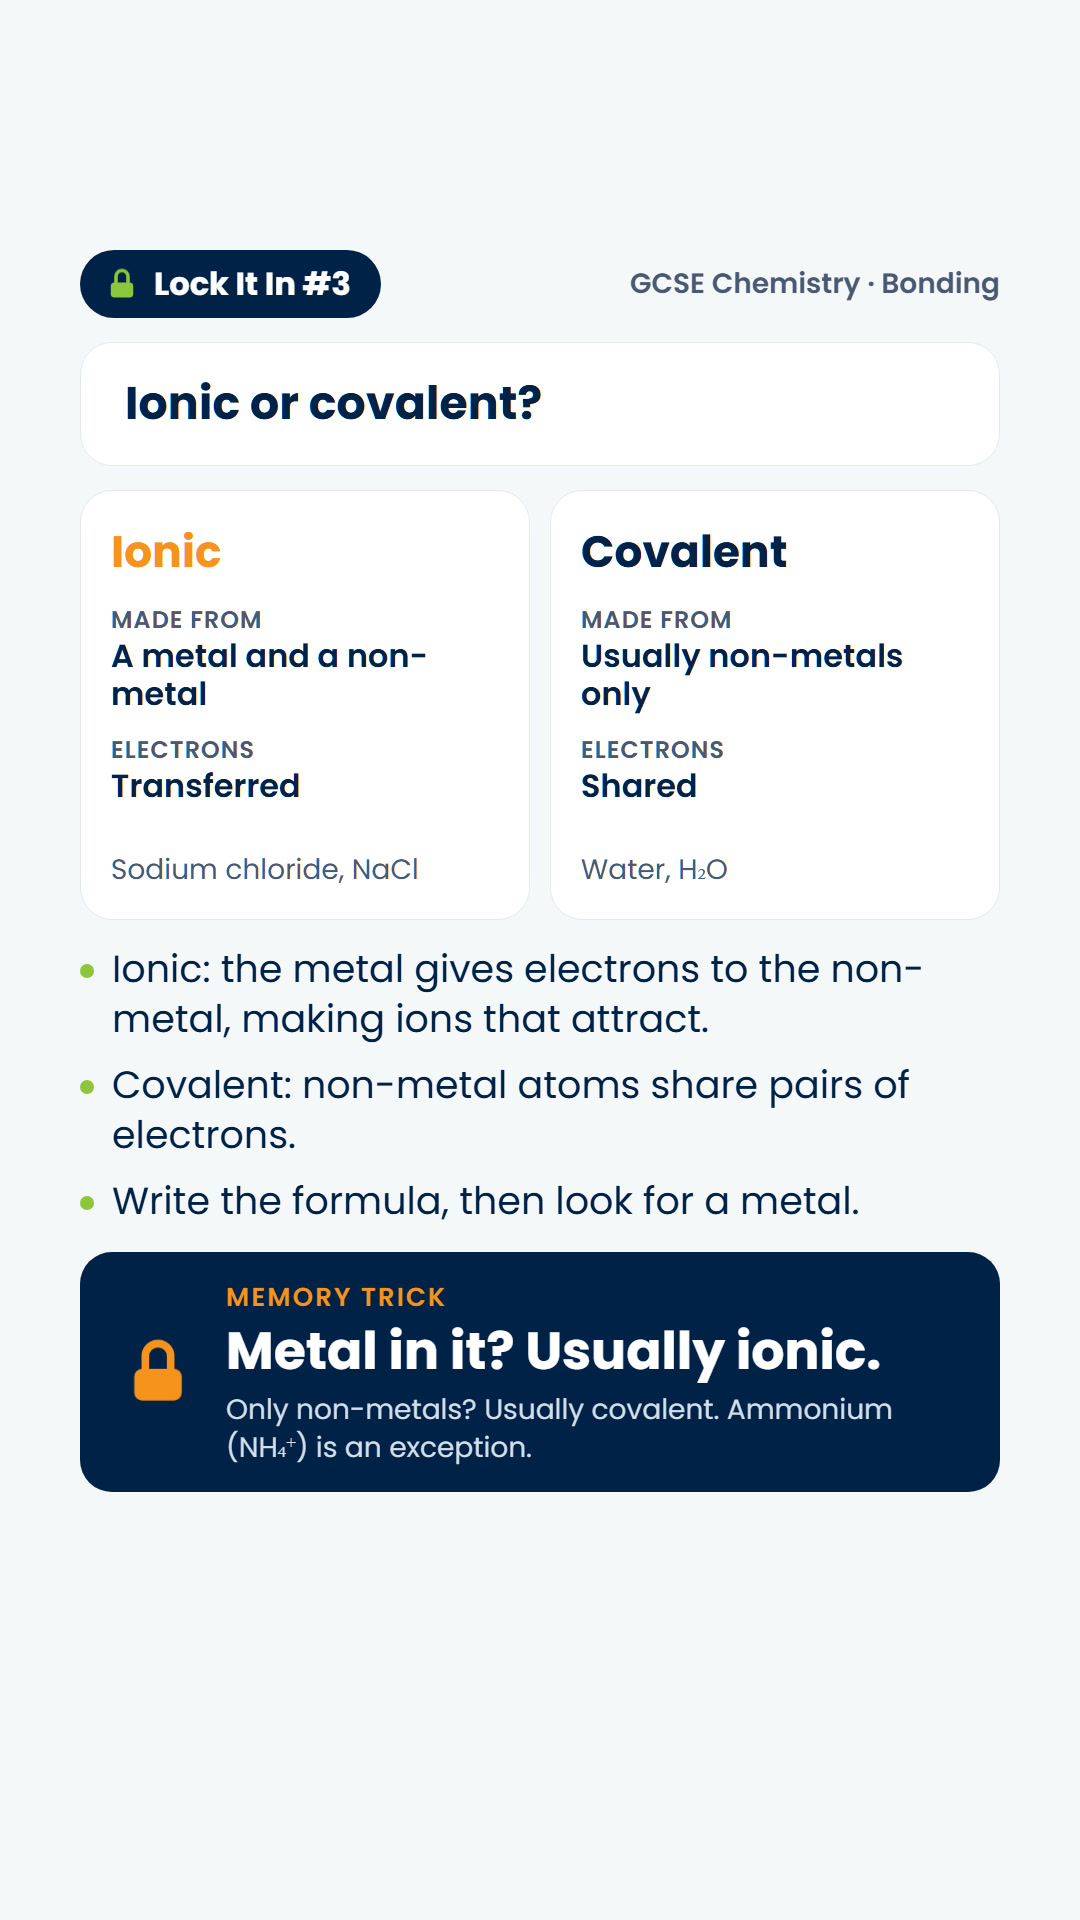 Lock It In #3
GCSE Chemistry · Bonding
Ionic or covalent?
Ionic
MADE FROM
A metal and a non-
metal
ELECTRONS
Transferred
Sodium chloride, NaCl
Covalent
MADE FROM
Usually non-metals
only
ELECTRONS
Shared
Water, H₂O
Ionic: the metal gives electrons to the non-
metal, making ions that attract.
Covalent: non-metal atoms share pairs of
electrons.
Write the formula, then look for a metal.
MEMORY TRICK
Metal in it? Usually ionic.
Only non-metals? Usually covalent. Ammonium
(NH₄⁺) is an exception.